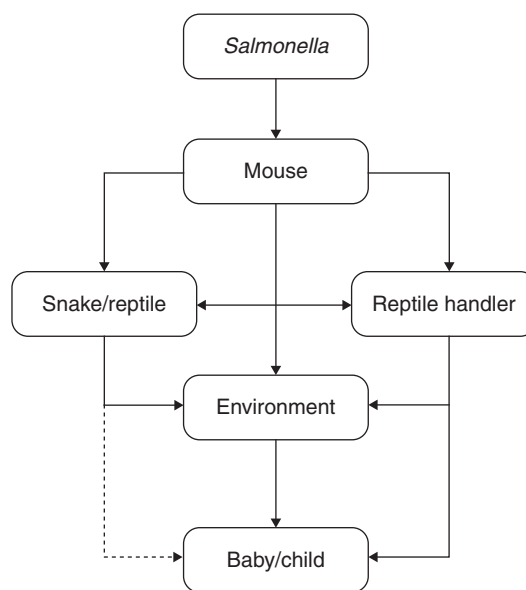 Salmonella
Mouse
Snake/reptile
Reptile handler
Environment
Baby/child